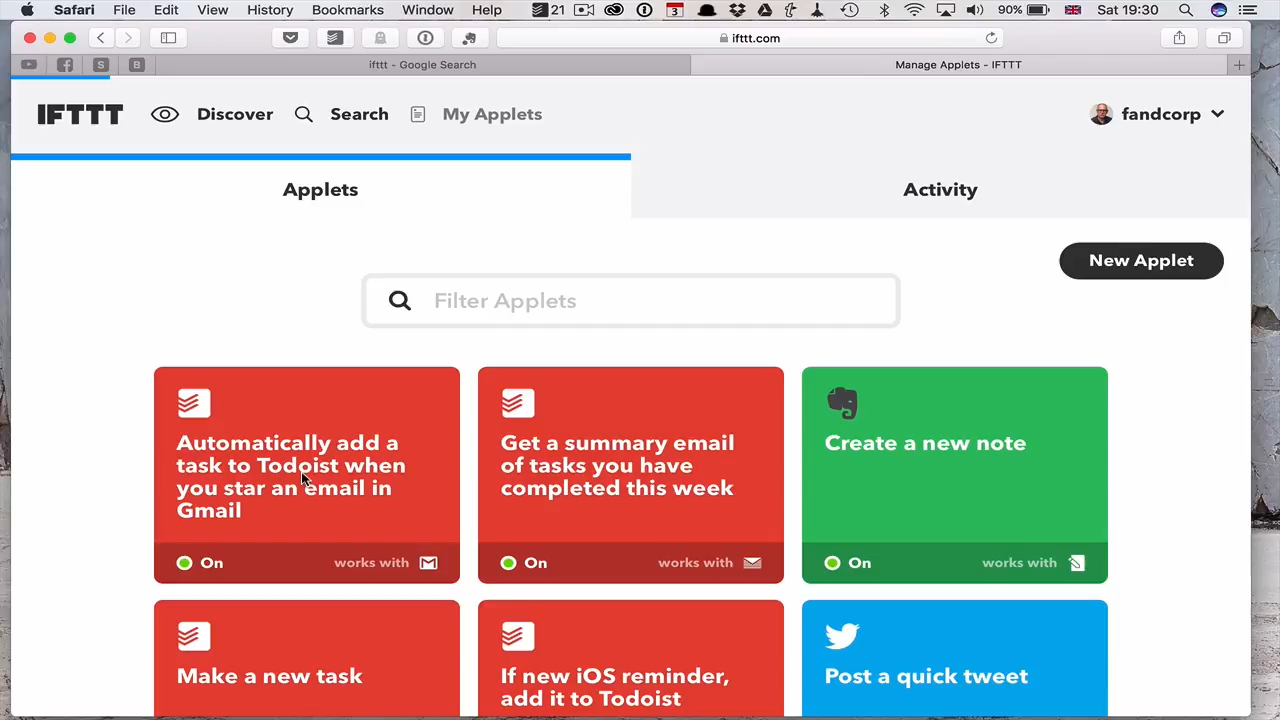 Safari File Edit View History Bookmarks Window Help 21 3 90% Sat 19:30
ifttt.com
S B ifttt - Google Search Manage Applets - IFTTT
IFTTT Discover Search My Applets fandcorp
Applets Activity
New Applet
Filter Applets
Automatically add a
task to Todoist when
you star an email in
Gmail
On works with
Get a summary email
of tasks you have
completed this week
On works with
Create a new note
On works with
Make a new task
If new iOS reminder,
add it to Todoist
Post a quick tweet